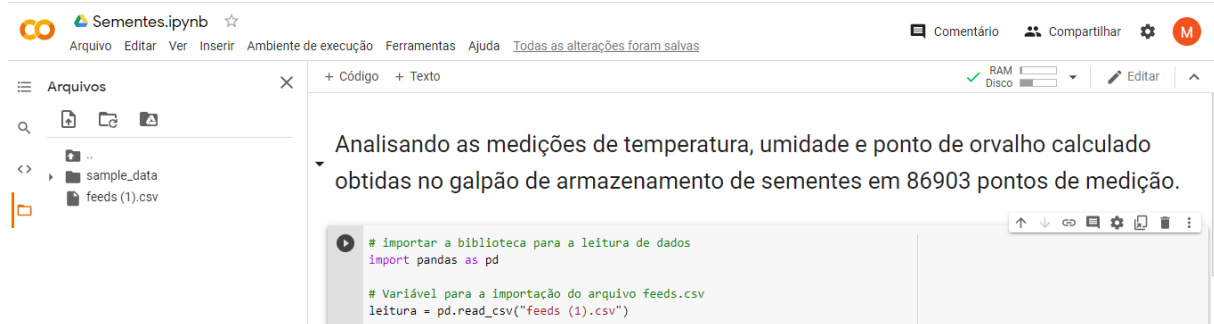 Sementes.ipynb
Arquivo Editar Ver Inserir Ambiente de execução Ferramentas Ajuda Todas as alterações foram salvas
Comentário Compartilhar M
Arquivos
+ Código + Texto
RAM
Disco
Editar
..
sample_data
feeds (1).csv
Analisando as medições de temperatura, umidade e ponto de orvalho calculado
obtidas no galpão de armazenamento de sementes em 86903 pontos de medição.
# importar a biblioteca para a leitura de dados
import pandas as pd
# Variável para a importação do arquivo feeds.csv
leitura = pd.read_csv("feeds (1).csv")